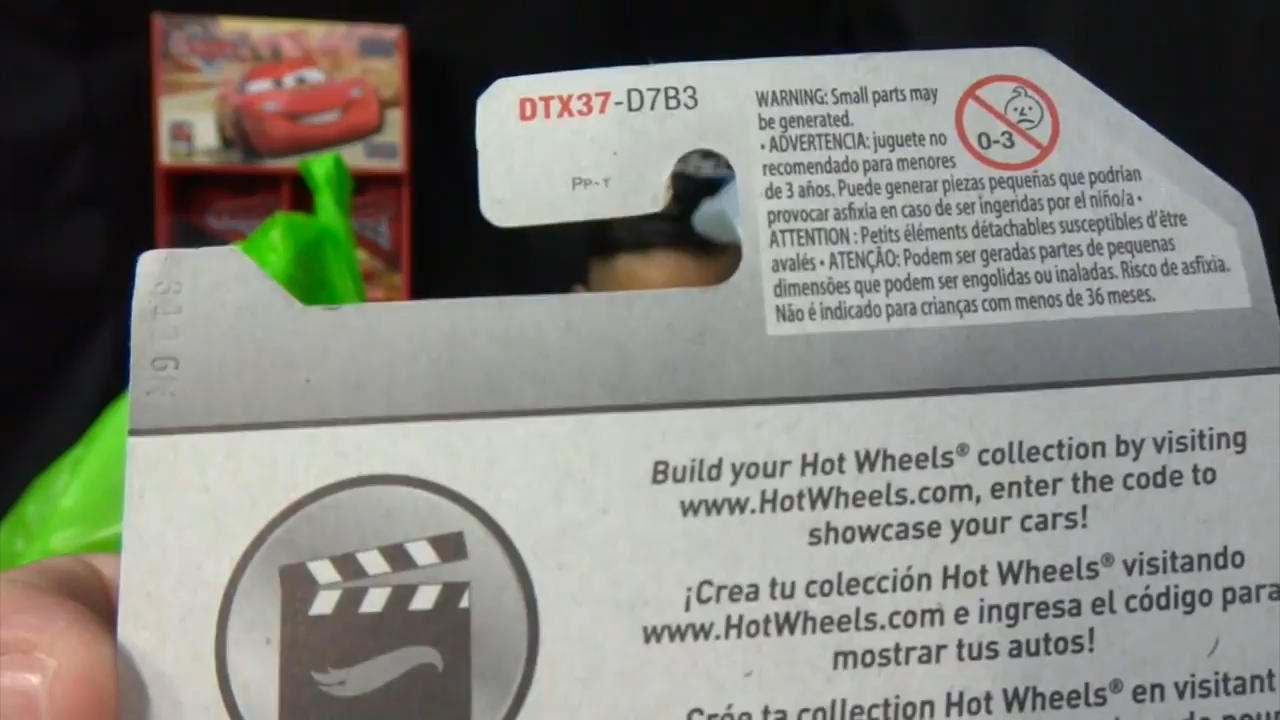 DTX37-D7B3
PP-Y
WARNING: Small parts may
be generated.
• ADVERTENCIA: juguete no
recomendado para menores
de 3 años. Puede generar piezas pequeñas que podrían
provocar asfixia en caso de ser ingeridas por el niño/a •
ATTENTION : Petits éléments détachables susceptibles d'être
avalés • ATENÇÃO: Podem ser geradas partes de pequenas
dimensões que podem ser engolidas ou inaladas. Risco de asfixia.
Não é indicado para crianças com menos de 36 meses.
0-3
Build your Hot Wheels® collection by visiting
www.HotWheels.com, enter the code to
showcase your cars!
¡Crea tu colección Hot Wheels® visitando
www.HotWheels.com e ingresa el código para
mostrar tus autos!
Crée ta collection Hot Wheels® en visitant